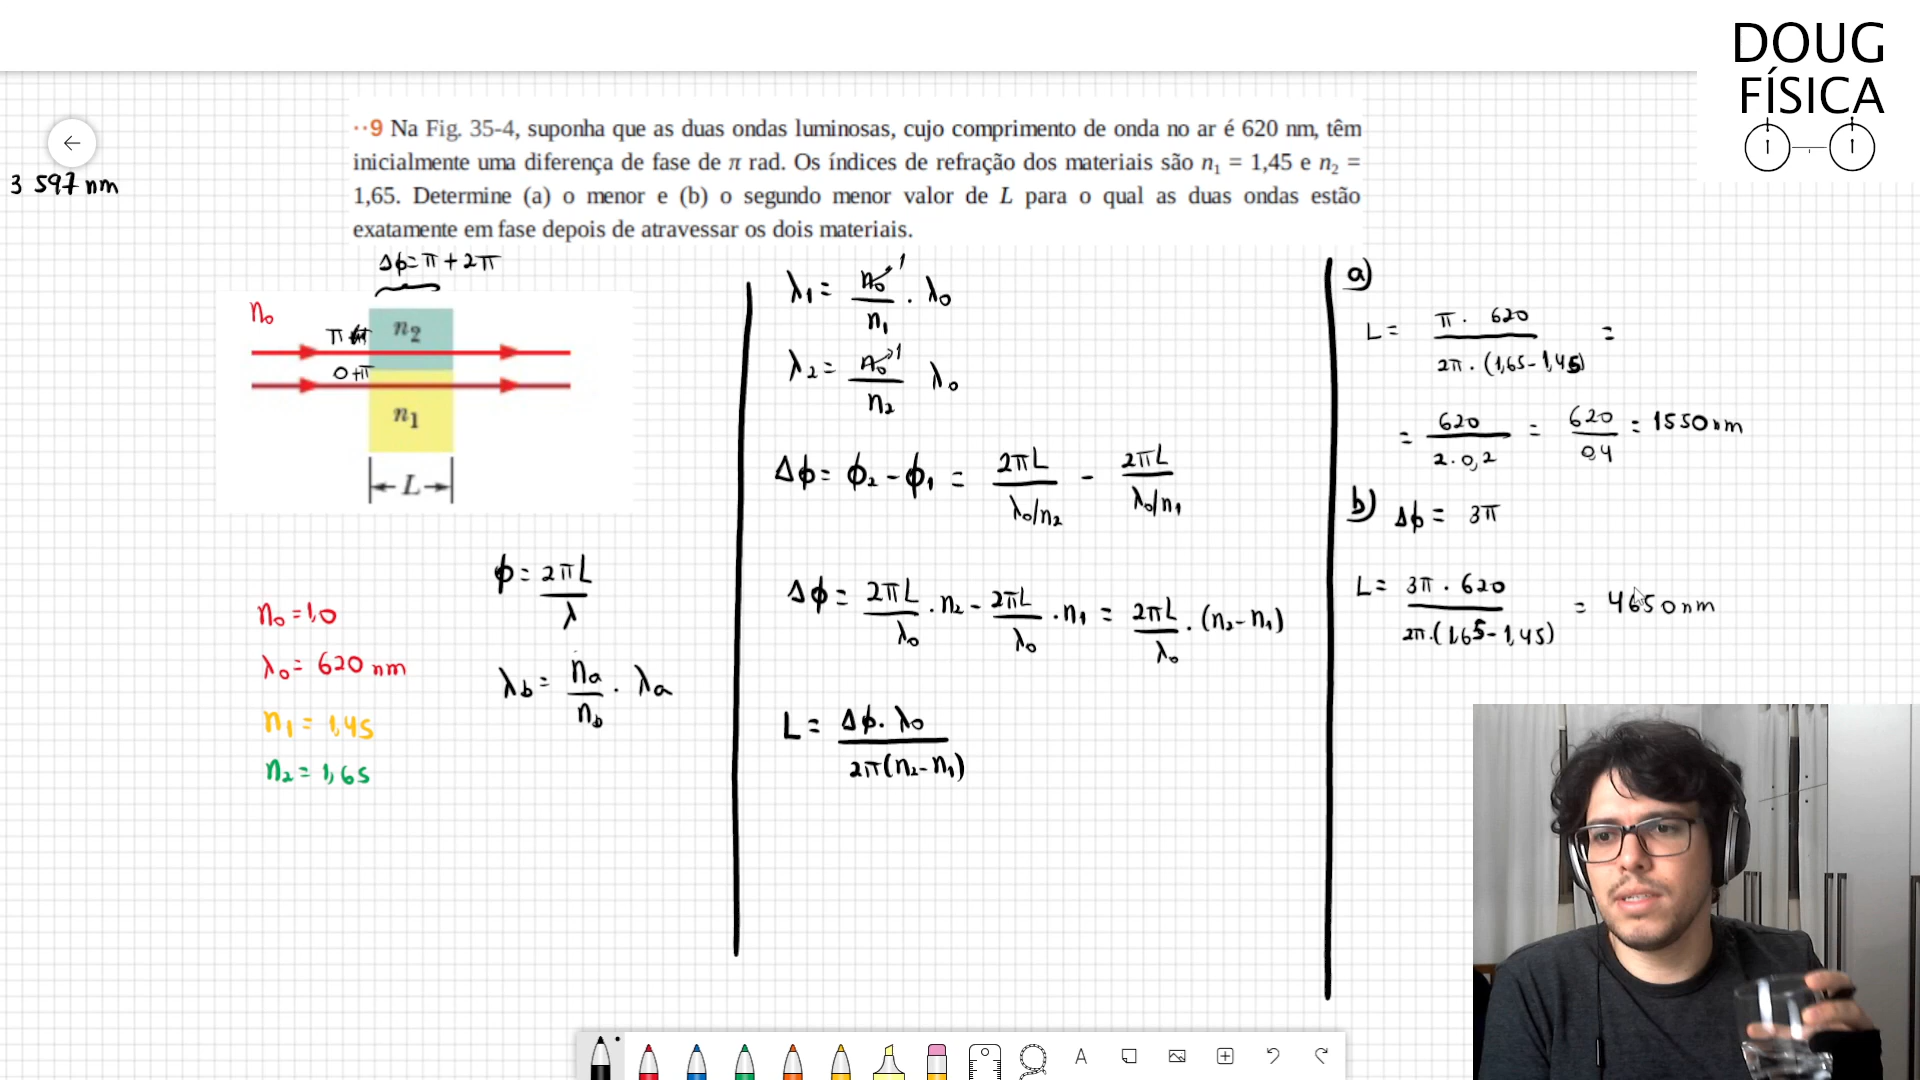 DOUG
FÍSICA
3 597 nm
··9 Na Fig. 35-4, suponha que as duas ondas luminosas, cujo comprimento de onda no ar é 620 nm, têm
inicialmente uma diferença de fase de π rad. Os índices de refração dos materiais são n₁ = 1,45 e n₂ =
1,65. Determine (a) o menor e (b) o segundo menor valor de L para o qual as duas ondas estão
exatamente em fase depois de atravessar os dois materiais.
Δϕ=π+2π
n₀
π
n₂
0+π
n₁
L
n₀=1,0
λ₀= 620 nm
n₁ = 1,45
n₂ = 1,65
ϕ= 2πL/λ
λb= na/nb . λa
λ₁= n₀¹/n₁ . λ₀
λ₂= n₀¹/n₂ λ₀
Δϕ= ϕ₂-ϕ₁ = 2πL/λ₀/n₂ - 2πL/λ₀/n₁
Δϕ= 2πL/λ₀ . n₂ - 2πL/λ₀ . n₁ = 2πL/λ₀ . (n₂-n₁)
L= Δϕ. λ₀/2π(n₂-n₁)
a)
L= π. 620/2π . (1,65-1,45) =
= 620/2.0,2 = 620/0,4 = 1550nm
b) Δϕ= 3π
L= 3π . 620/2π.(1,65-1,45) = 4650nm
A